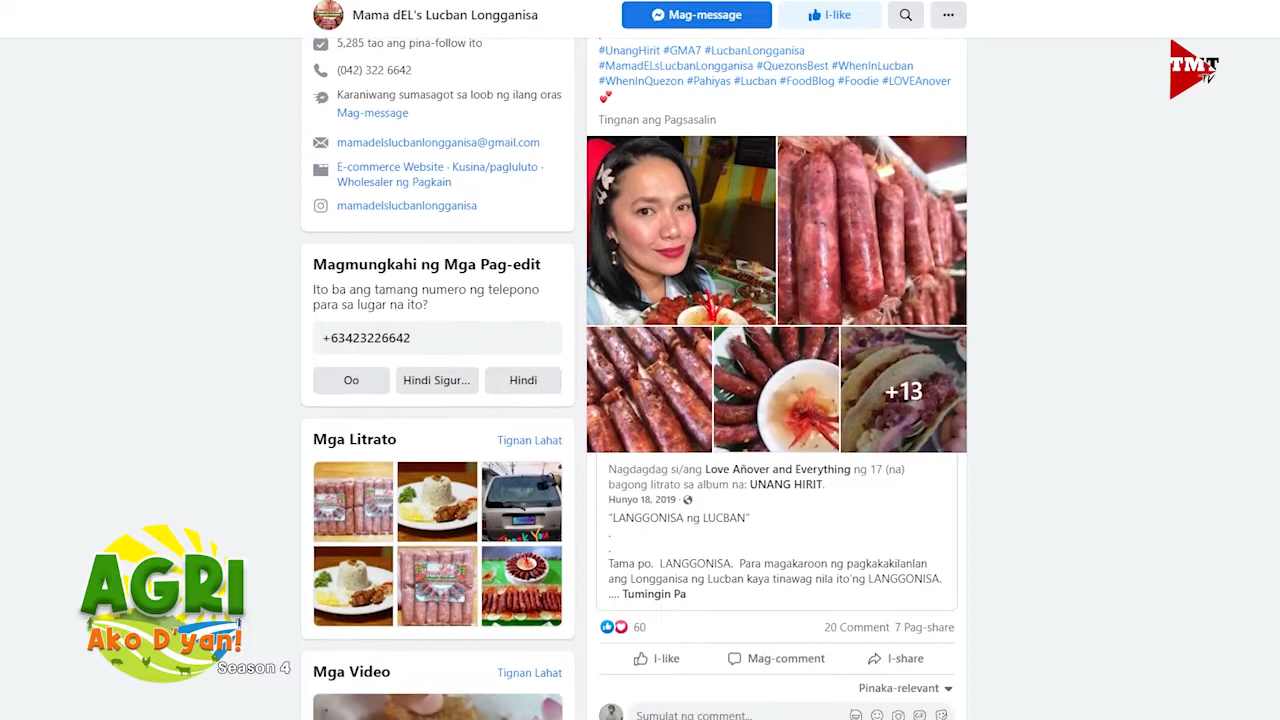 Mama dEL's Lucban Longganisa
Mag-message
I-like
5,285 tao ang pina-follow ito
(042) 322 6642
Karaniwang sumasagot sa loob ng ilang oras
Mag-message
mamadelslucbanlongganisa@gmail.com
E-commerce Website · Kusina/pagluluto ·
Wholesaler ng Pagkain
mamadelslucbanlongganisa
Magmungkahi ng Mga Pag-edit
Ito ba ang tamang numero ng telepono
para sa lugar na ito?
+63423226642
Oo
Hindi Sigur...
Hindi
Mga Litrato
Tignan Lahat
Mga Video
Tignan Lahat
#UnangHirit #GMA7 #LucbanLongganisa
#MamadELsLucbanLongganisa #QuezonsBest #WhenInLucban
#WhenInQuezon #Pahiyas #Lucban #FoodBlog #Foodie #LOVEAnover
Tingnan ang Pagsasalin
+13
Nagdagdag si/ang Love Añover and Everything ng 17 (na)
bagong litrato sa album na: UNANG HIRIT.
Hunyo 18, 2019 ·
“LANGGONISA ng LUCBAN”
.
.
Tama po. LANGGONISA. Para magakaroon ng pagkakakilanlan
ang Longganisa ng Lucban kaya tinawag nila ito'ng LANGGONISA.
.... Tumingin Pa
60
20 Comment 7 Pag-share
I-like
Mag-comment
I-share
Pinaka-relevant
Sumulat ng comment...
TMT
TV
AGRI
Ako D'yan!
Season 4